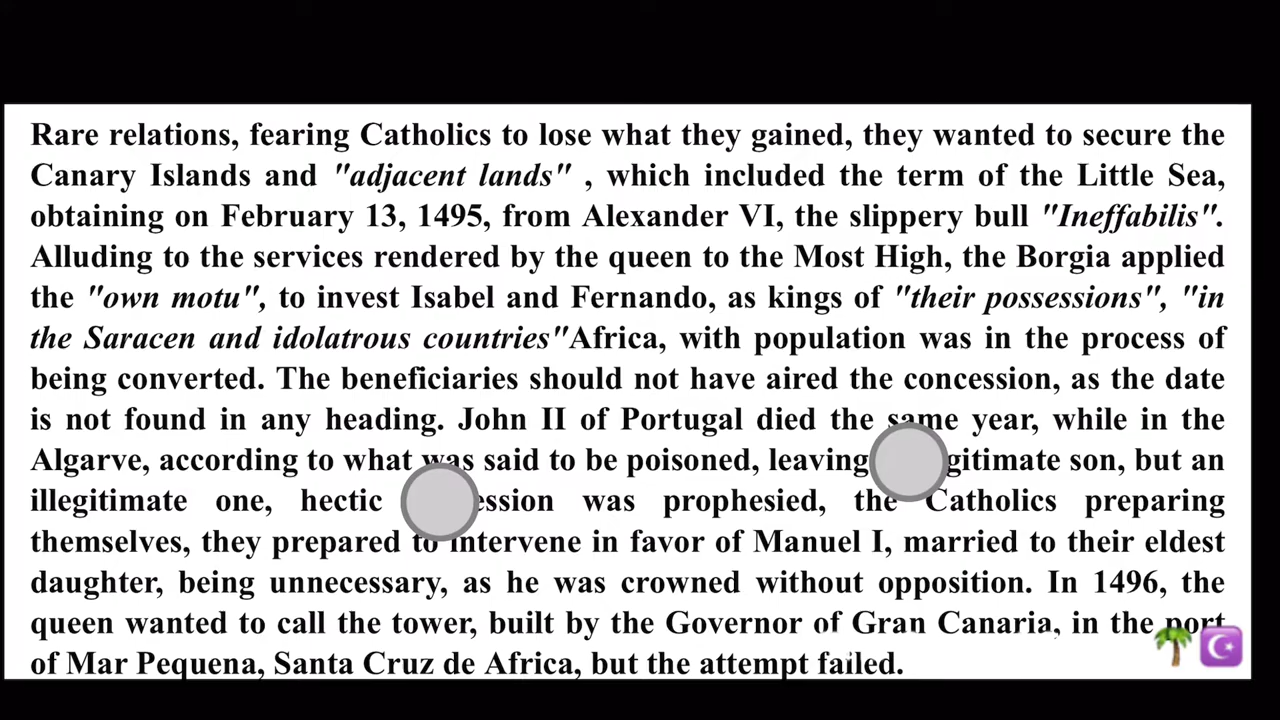 Rare relations, fearing Catholics to lose what they gained, they wanted to secure the
Canary Islands and "adjacent lands" , which included the term of the Little Sea,
obtaining on February 13, 1495, from Alexander VI, the slippery bull "Ineffabilis".
Alluding to the services rendered by the queen to the Most High, the Borgia applied
the "own motu", to invest Isabel and Fernando, as kings of "their possessions", "in
the Saracen and idolatrous countries"Africa, with population was in the process of
being converted. The beneficiaries should not have aired the concession, as the date
is not found in any heading. John II of Portugal died the same year, while in the
Algarve, according to what was said to be poisoned, leaving son, but an
illegitimate one, hectic was prophesied, the Catholics preparing
themselves, they prepared to intervene in favor of Manuel I, married to their eldest
daughter, being unnecessary, as he was crowned without opposition. In 1496, the
queen wanted to call the tower, built by the Governor of Gran Canaria, in the port
of Mar Pequena, Santa Cruz de Africa, but the attempt failed.